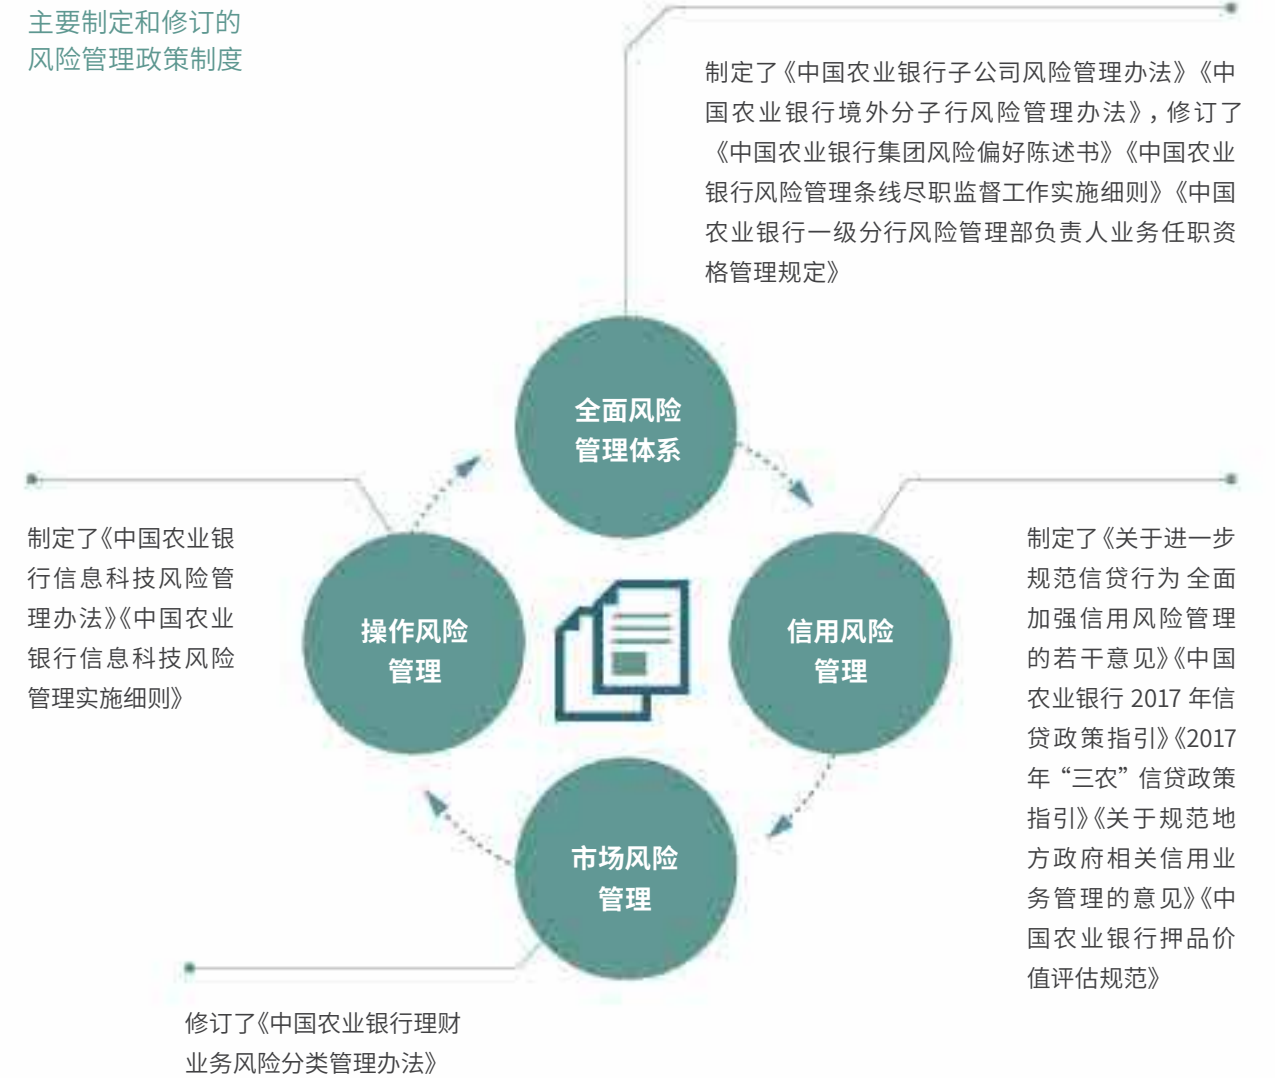 主要制定和修订的
风险管理政策制度
制定了《中国农业银行子公司风险管理办法》《中
国农业银行境外分子行风险管理办法》，修订了
《中国农业银行集团风险偏好陈述书》《中国农业
银行风险管理条线尽职监督工作实施细则》《中国
农业银行一级分行风险管理部负责人业务任职资
格管理规定》
全面风险
管理体系
制定了《中国农业银
行信息科技风险管
理办法》《中国农业
银行信息科技风险
管理实施细则》
操作风险
管理
信用风险
管理
制定了《关于进一步
规范信贷行为 全面
加强信用风险管理
的若干意见》《中国
农业银行 2017 年信
贷政策指引》《2017
年“三农”信贷政策
指引》《关于规范地
方政府相关信用业
务管理的意见》《中
国农业银行押品价
值评估规范》
市场风险
管理
修订了《中国农业银行理财
业务风险分类管理办法》